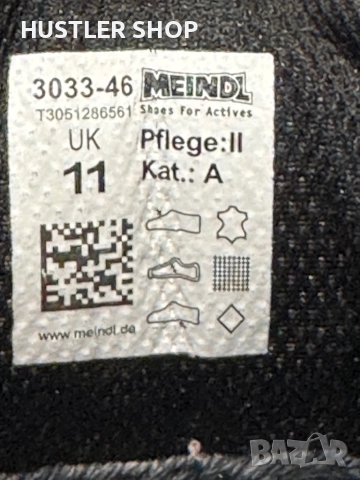 HUSTLER SHOP
3033-46 MEINDL
T3051286561 Shoes For Actives
UK Pflege:II
11 Kat.: A
www.meindl.de
BAZAR